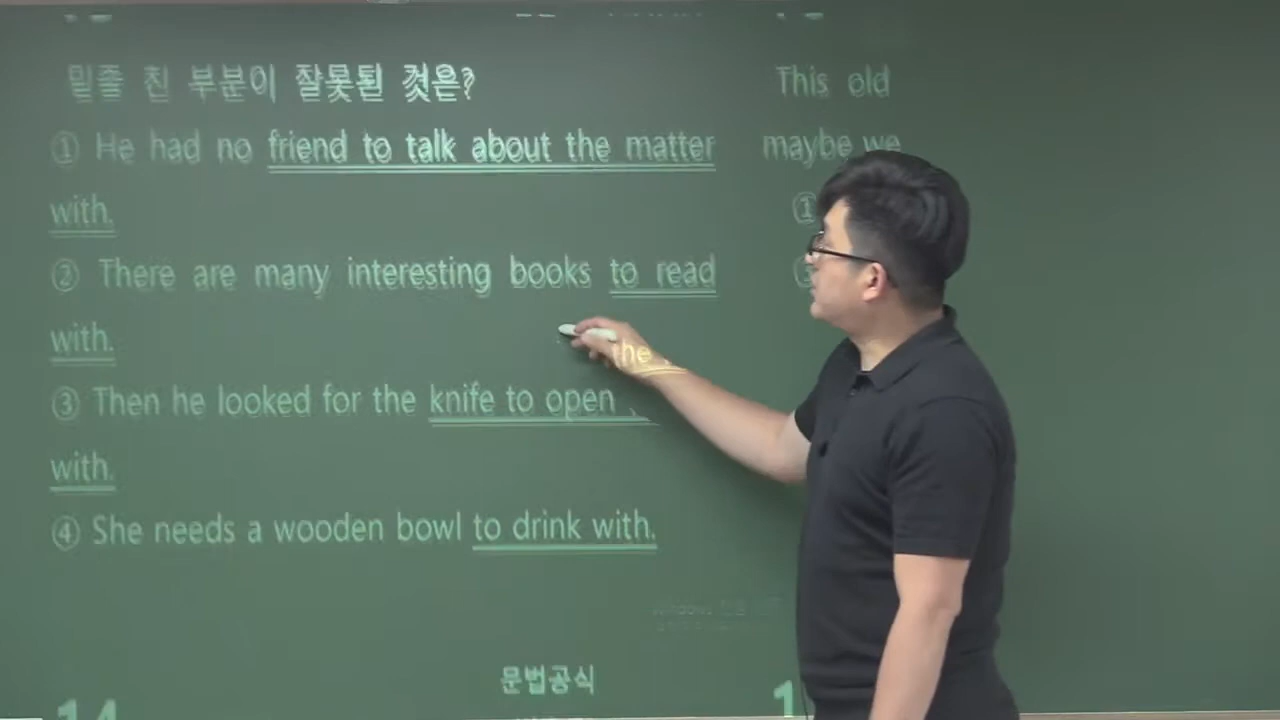 밑줄 친 부분이 잘못된 것은?
① He had no friend to talk about the matter
with.
② There are many interesting books to read
with.
③ Then he looked for the knife to open
the
with.
④ She needs a wooden bowl to drink with.
문법공식
14
This old
maybe we
①
1